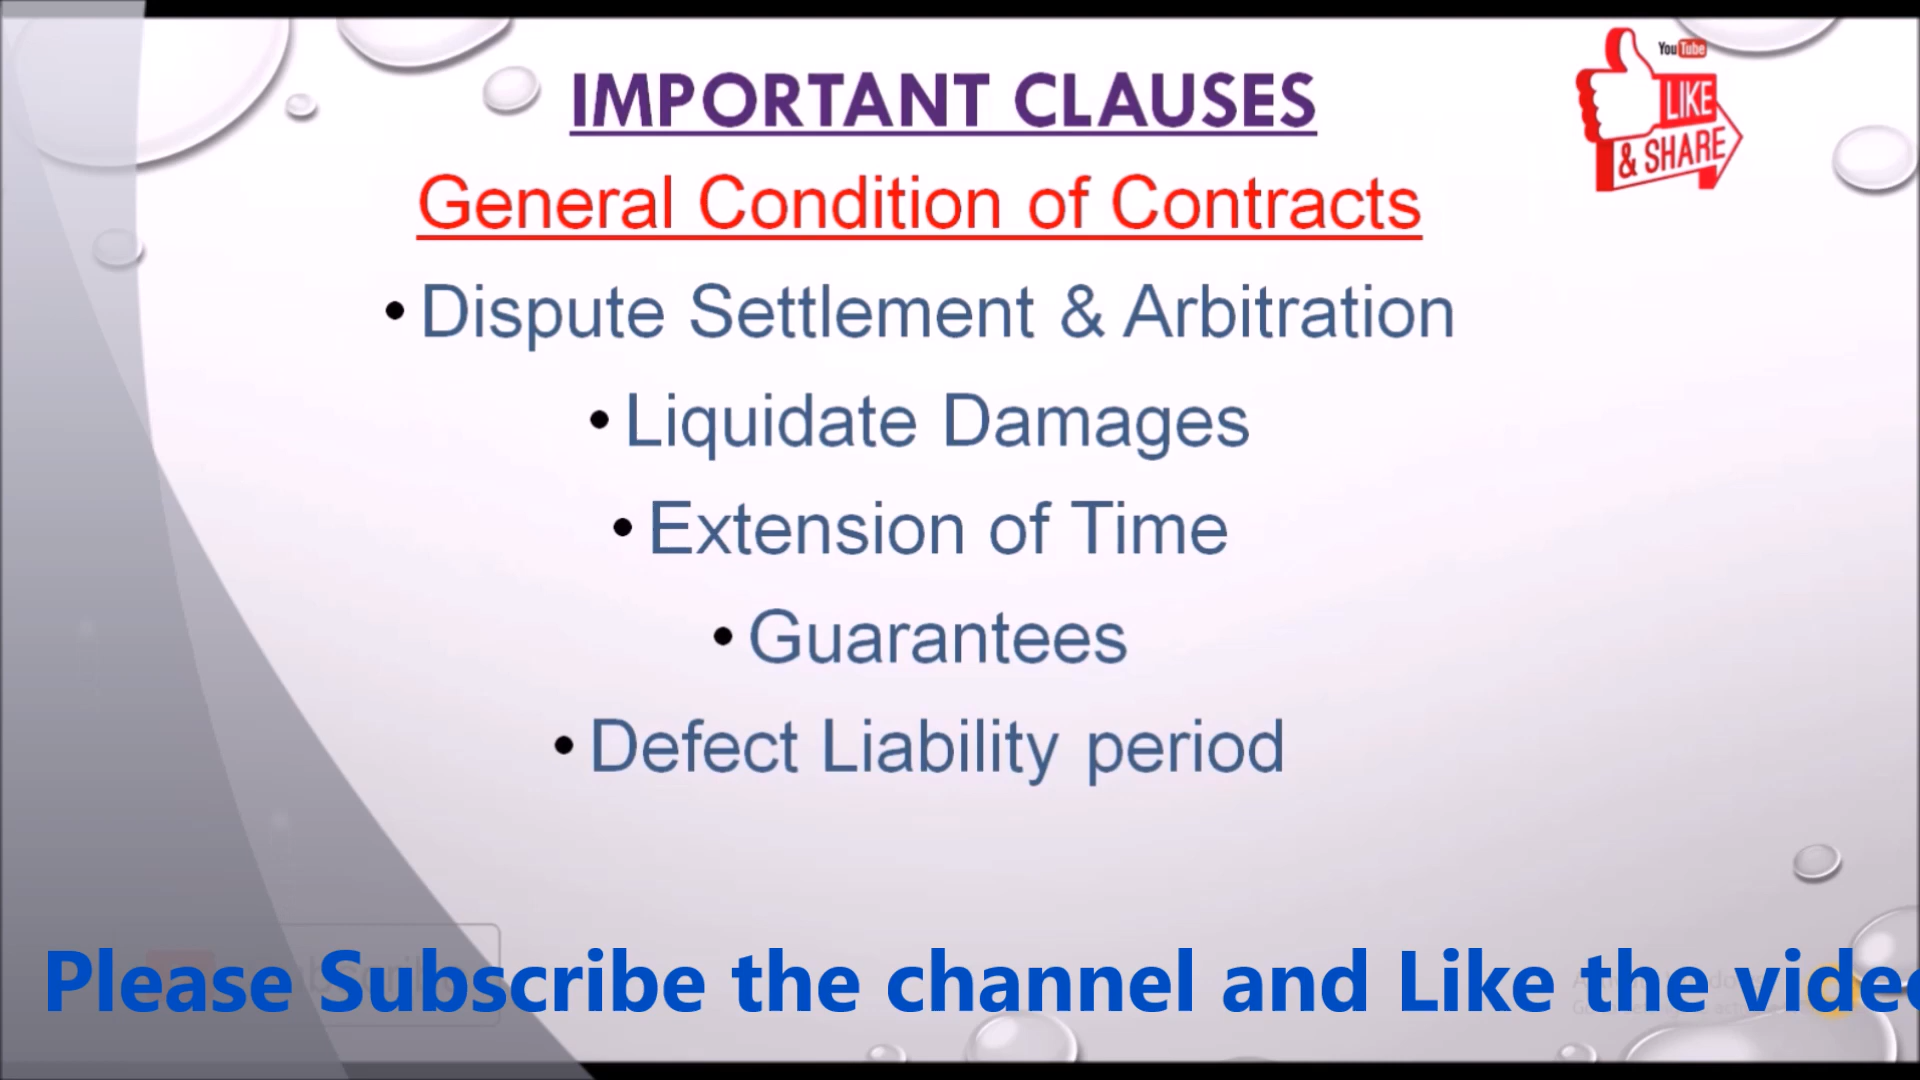 IMPORTANT CLAUSES
YouTube
LIKE
& SHARE
General Condition of Contracts
• Dispute Settlement & Arbitration
• Liquidate Damages
• Extension of Time
• Guarantees
• Defect Liability period
Please Subscribe the channel and Like the video